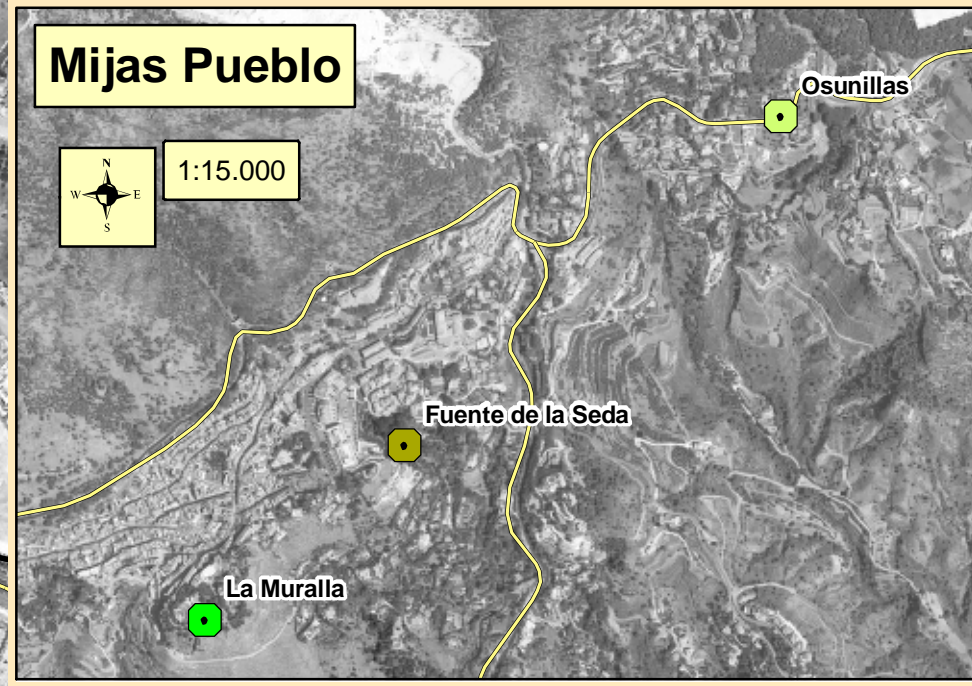 Mijas Pueblo
Osunillas
N
W E
S
1:15.000
Fuente de la Seda
La Muralla